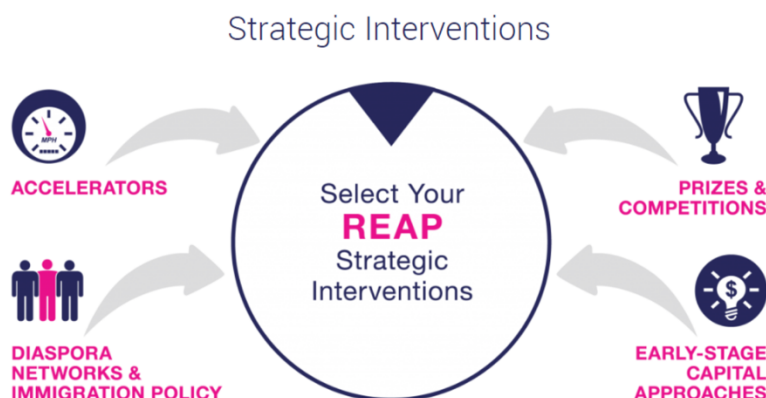 Strategic Interventions
MPH
ACCELERATORS
Select Your
REAP
Strategic
Interventions
PRIZES &
COMPETITIONS
DIASPORA
NETWORKS &
IMMIGRATION POLICY
$
EARLY-STAGE
CAPITAL
APPROACHES